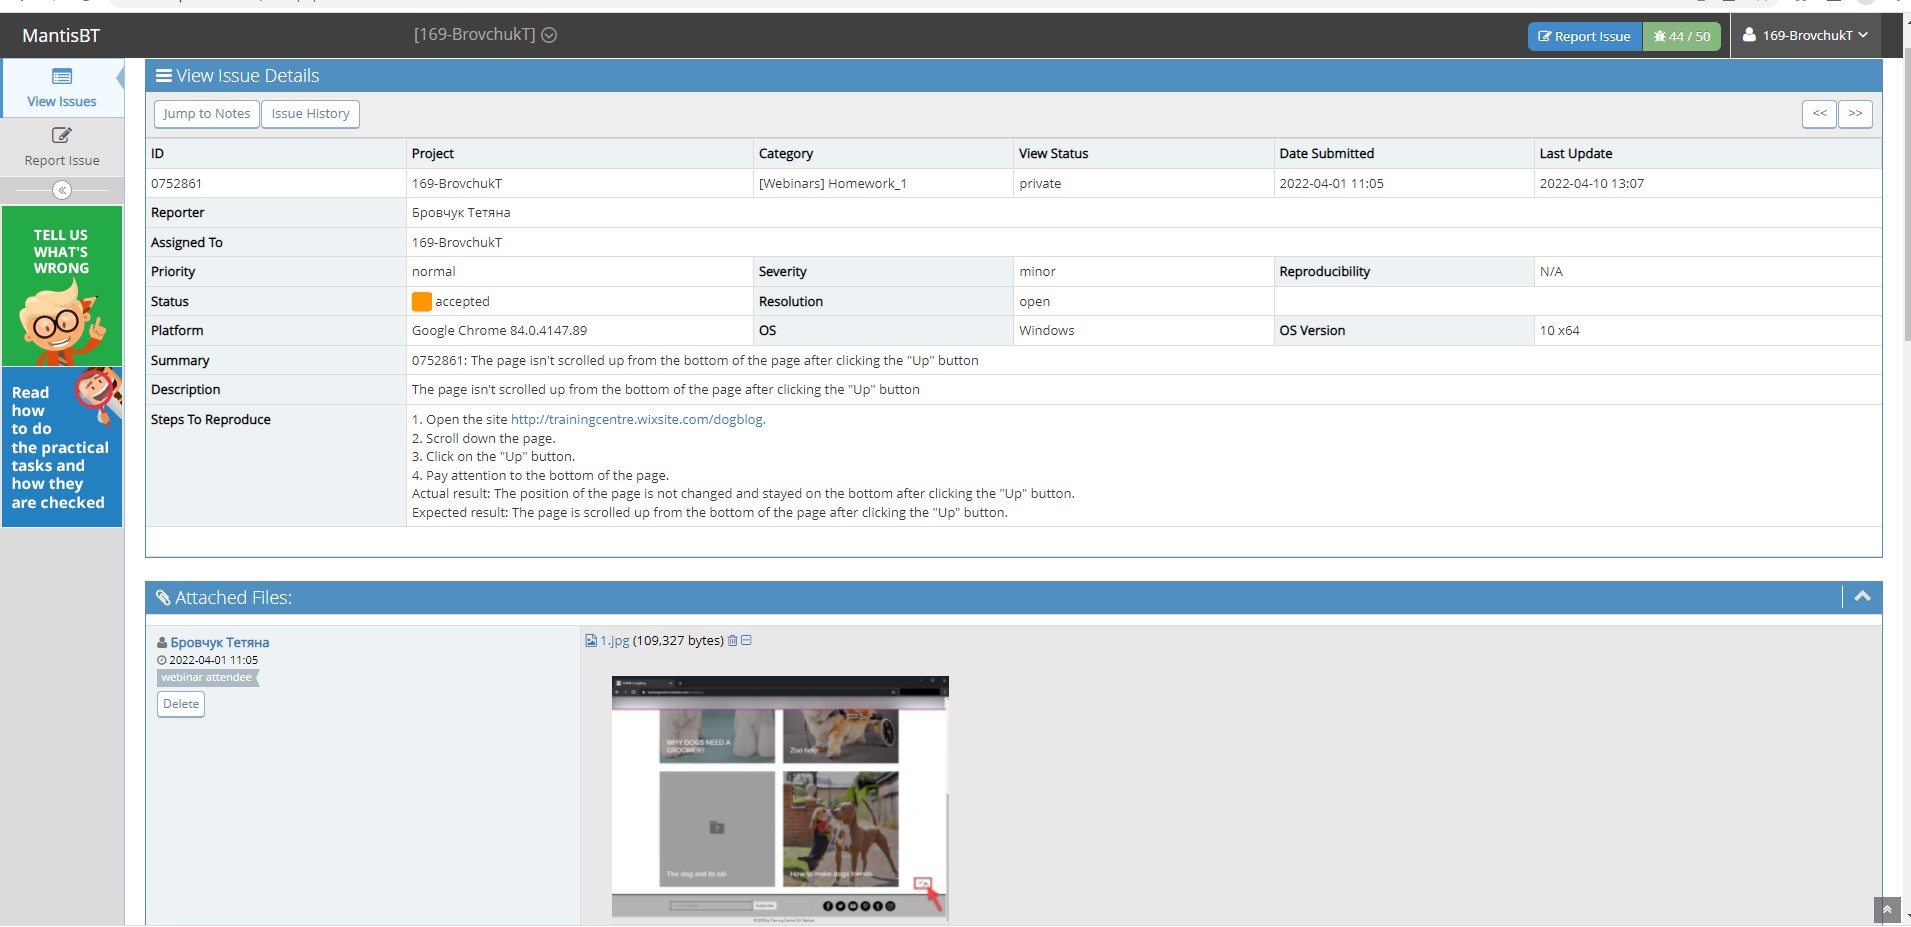 MantisBT
[169-BrovchukT]
Report Issue
44 / 50
169-BrovchukT
View Issues
Report Issue
TELL US
WHAT'S
WRONG
Read
how
to do
the practical
tasks and
how they
are checked
View Issue Details
Jump to Notes
Issue History
<<
>>
ID Project Category View Status Date Submitted Last Update
0752861 169-BrovchukT [Webinars] Homework_1 private 2022-04-01 11:05 2022-04-10 13:07
Reporter Бровчук Тетяна
Assigned To 169-BrovchukT
Priority normal Severity minor Reproducibility N/A
Status accepted Resolution open
Platform Google Chrome 84.0.4147.89 OS Windows OS Version 10 x64
Summary 0752861: The page isn't scrolled up from the bottom of the page after clicking the "Up" button
Description The page isn't scrolled up from the bottom of the page after clicking the "Up" button
Steps To Reproduce 1. Open the site http://trainingcentre.wixsite.com/dogblog.
2. Scroll down the page.
3. Click on the "Up" button.
4. Pay attention to the bottom of the page.
Actual result: The position of the page is not changed and stayed on the bottom after clicking the "Up" button.
Expected result: The page is scrolled up from the bottom of the page after clicking the "Up" button.
Attached Files:
Бровчук Тетяна
2022-04-01 11:05
webinar attendee
Delete
1.jpg (109,327 bytes)
WHY DOGS NEED A
GROOMER?
Zoo help
The dog and its tail
How to make dogs friends